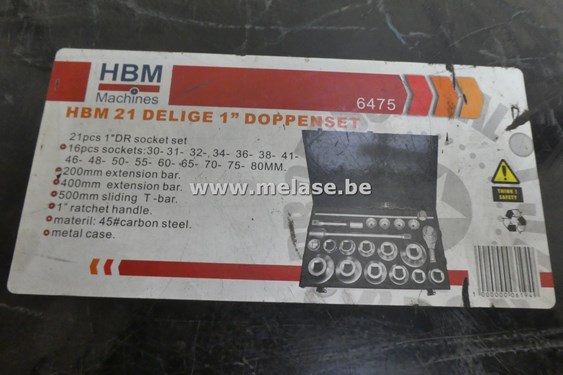 HBM
Machines
6475
HBM 21 DELIGE 1” DOPPENSET
21pcs 1"DR socket set
16pcs sockets:30-31- 32- 34- 36- 38- 41-
46- 48- 50- 55- 60- 65- 70- 75- 80MM.
200mm extension bar.
400mm extension bar.
500mm sliding T-bar.
1" ratchet handle.
materil: 45#carbon steel.
metal case.
www.melase.be
THINK !
SAFETY